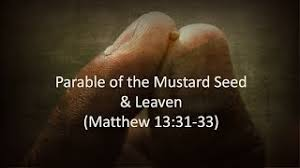 Parable of the Mustard Seed
& Leaven
(Matthew 13:31-33)